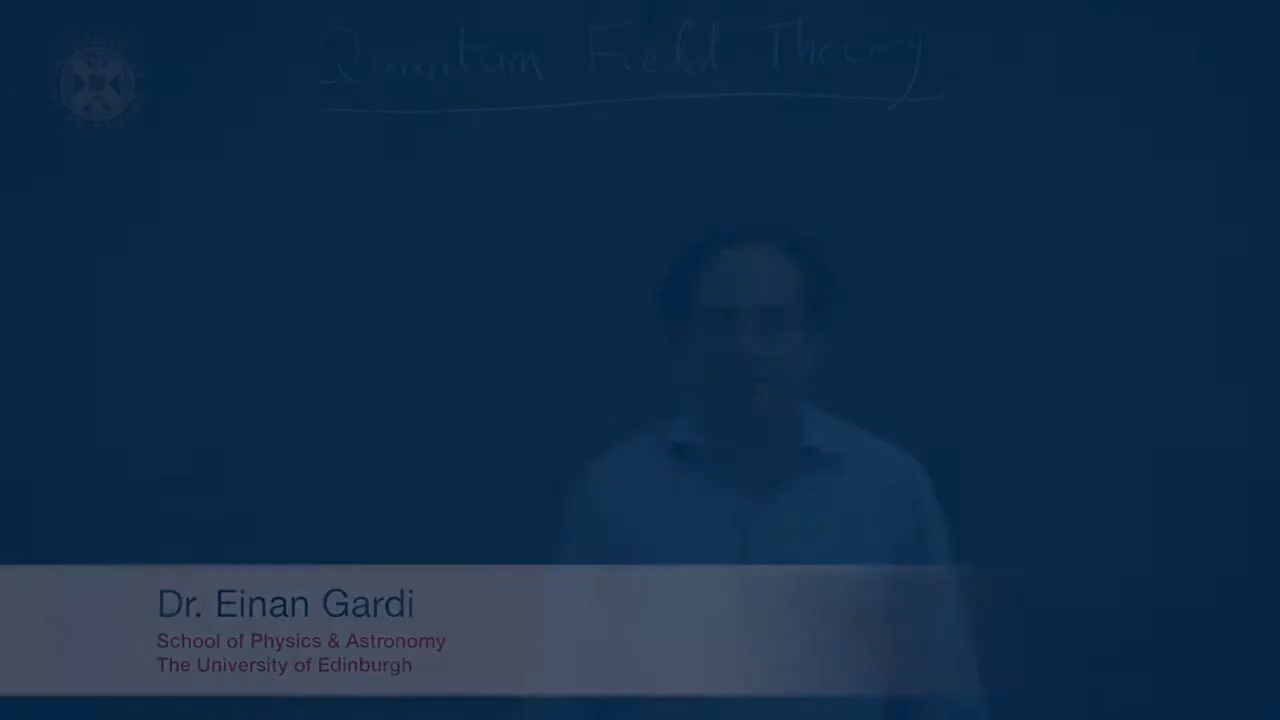 Quantum Field Theory
Dr. Einan Gardi
School of Physics & Astronomy
The University of Edinburgh